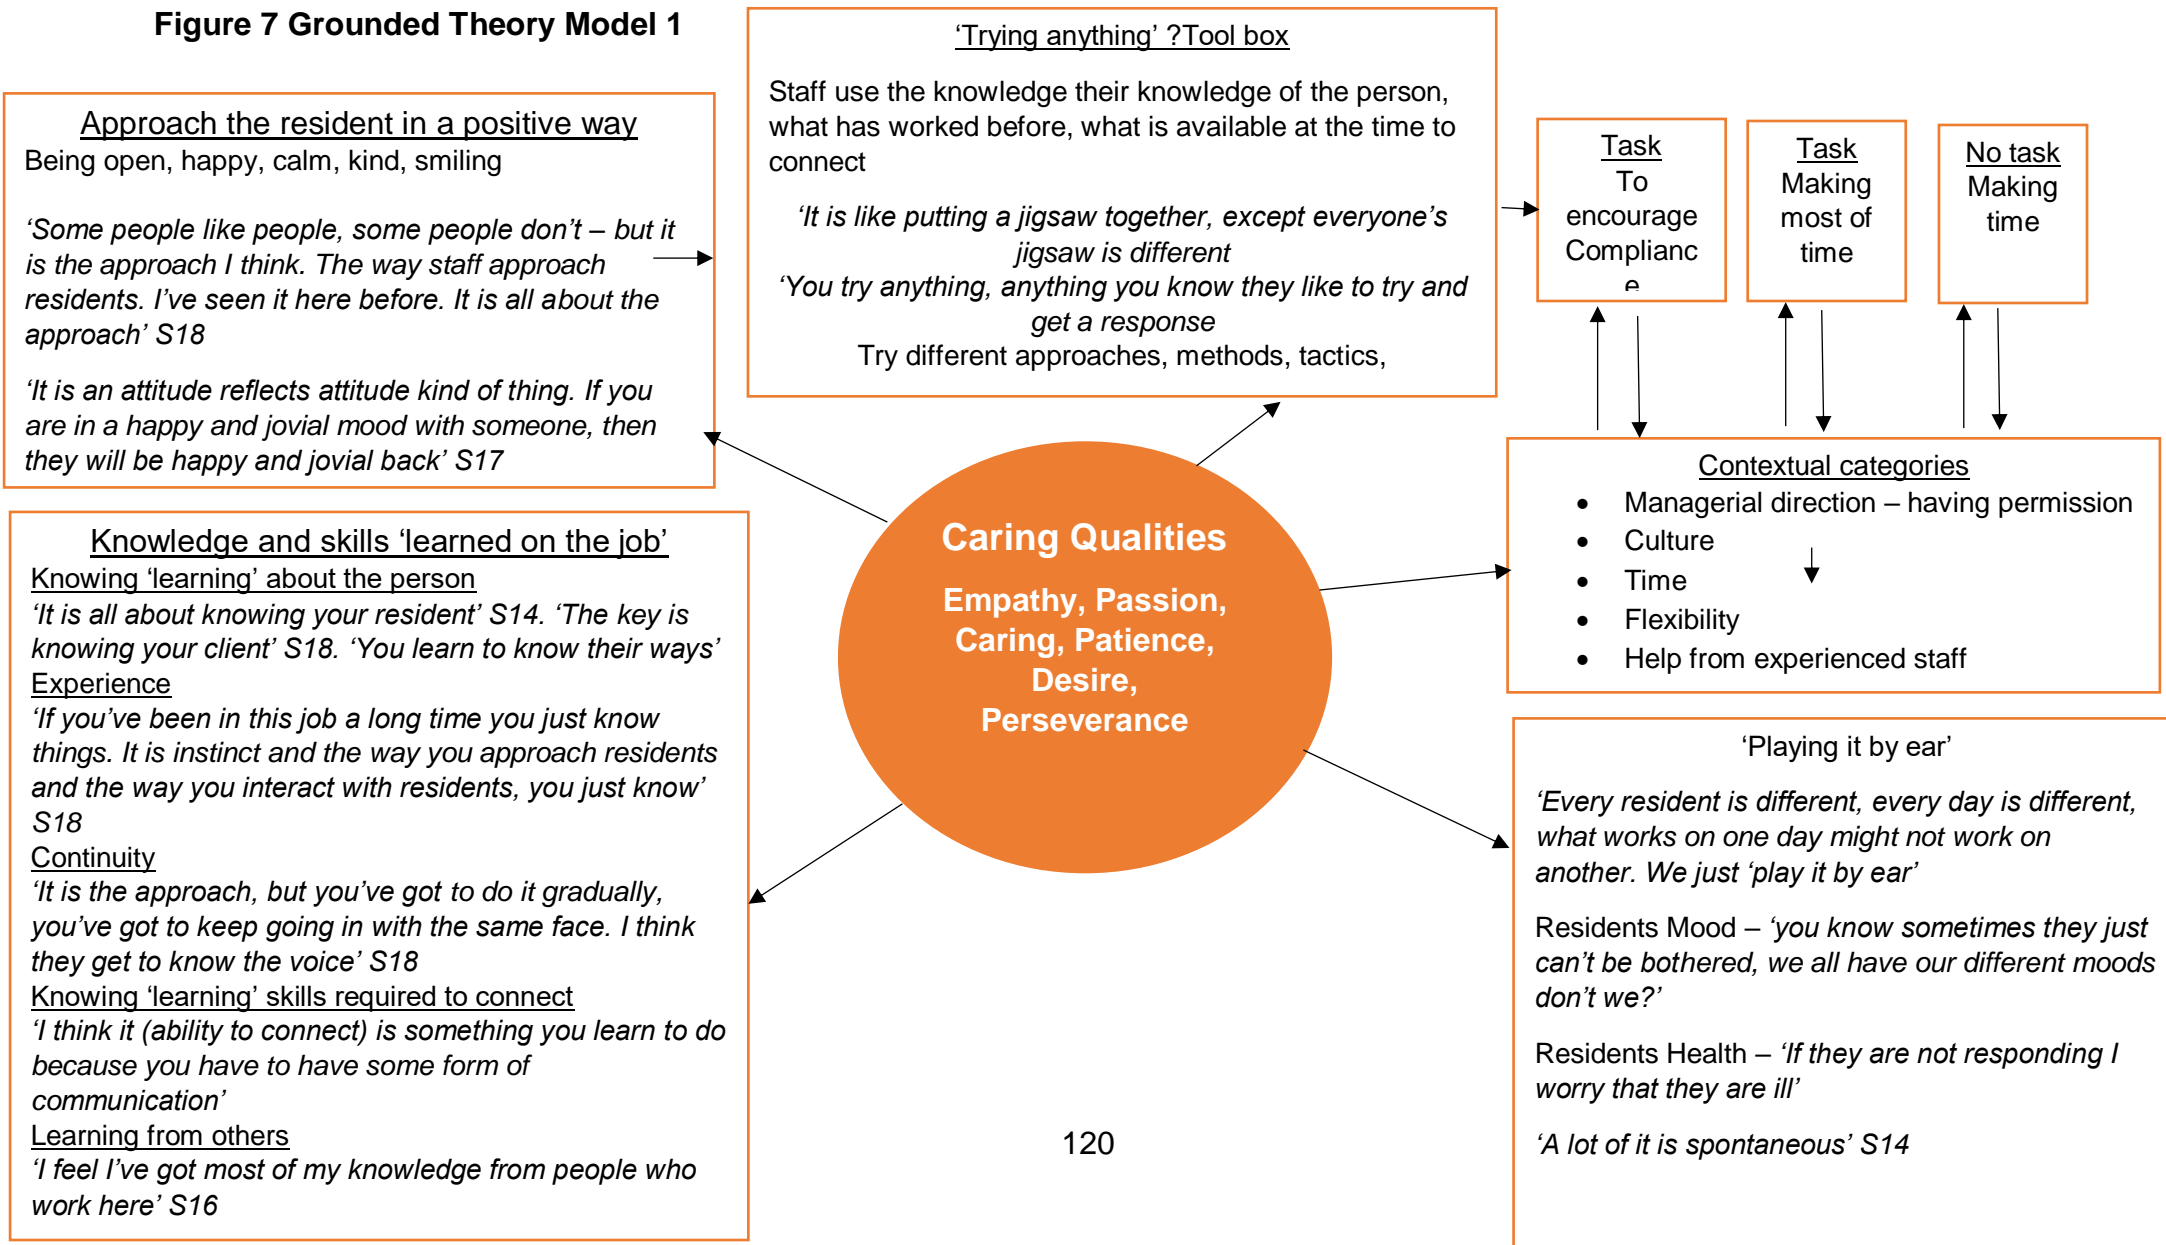 Figure 7 Grounded Theory Model 1
Approach the resident in a positive way
Being open, happy, calm, kind, smiling
‘Some people like people, some people don’t – but it
is the approach I think. The way staff approach
residents. I’ve seen it here before. It is all about the
approach’ S18
‘It is an attitude reflects attitude kind of thing. If you
are in a happy and jovial mood with someone, then
they will be happy and jovial back’ S17
‘Trying anything’ ?Tool box
Staff use the knowledge their knowledge of the person,
what has worked before, what is available at the time to
connect
‘It is like putting a jigsaw together, except everyone’s
jigsaw is different
‘You try anything, anything you know they like to try and
get a response
Try different approaches, methods, tactics,
Task
To
encourage
Complianc
e
Task
Making
most of
time
No task
Making
time
Knowledge and skills ‘learned on the job’
Knowing ‘learning’ about the person
‘It is all about knowing your resident’ S14. ‘The key is
knowing your client’ S18. ‘You learn to know their ways’
Experience
‘If you’ve been in this job a long time you just know
things. It is instinct and the way you approach residents
and the way you interact with residents, you just know’
S18
Continuity
‘It is the approach, but you’ve got to do it gradually,
you’ve got to keep going in with the same face. I think
they get to know the voice’ S18
Knowing ‘learning’ skills required to connect
‘I think it (ability to connect) is something you learn to do
because you have to have some form of
communication’
Learning from others
‘I feel I’ve got most of my knowledge from people who
work here’ S16
Caring Qualities
Empathy, Passion,
Caring, Patience,
Desire,
Perseverance
Contextual categories
• Managerial direction – having permission
• Culture
• Time
• Flexibility
• Help from experienced staff
‘Playing it by ear’
‘Every resident is different, every day is different,
what works on one day might not work on
another. We just ‘play it by ear’
Residents Mood – ‘you know sometimes they just
can’t be bothered, we all have our different moods
don’t we?’
Residents Health – ‘If they are not responding I
worry that they are ill’
‘A lot of it is spontaneous’ S14
120